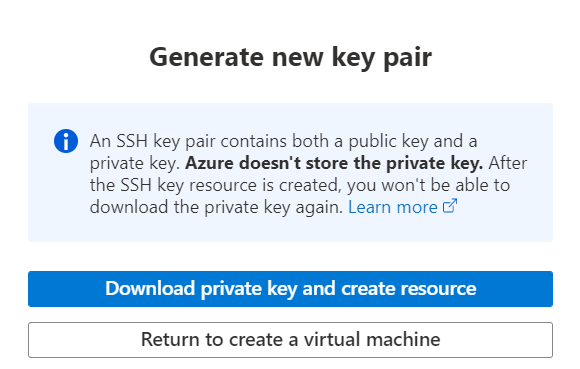 Generate new key pair
An SSH key pair contains both a public key and a
private key. Azure doesn't store the private key. After
the SSH key resource is created, you won't be able to
download the private key again. Learn more
Download private key and create resource
Return to create a virtual machine